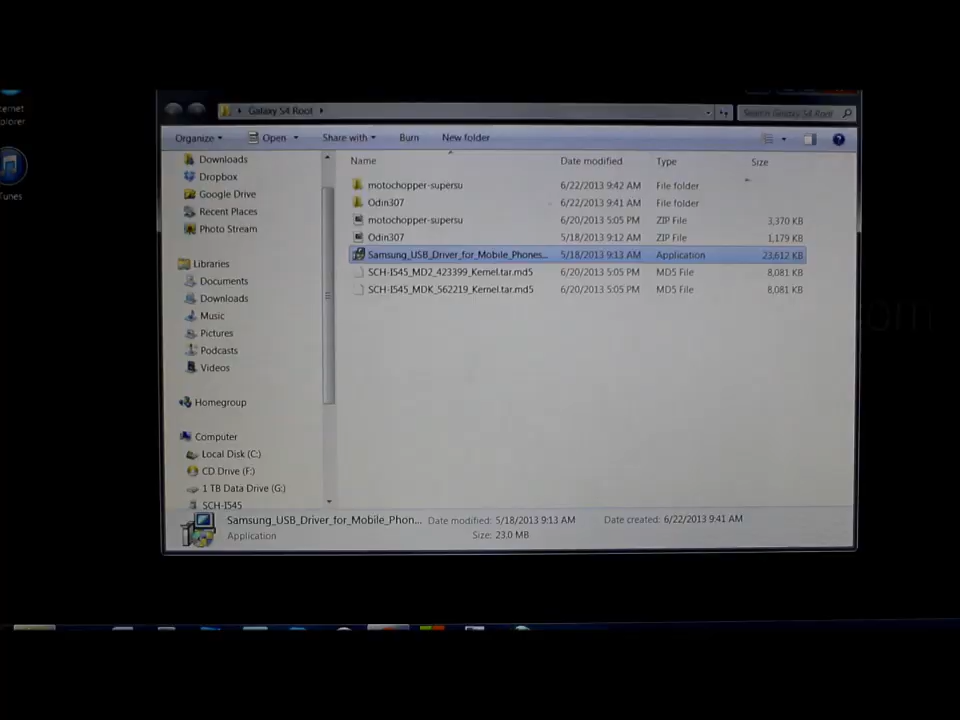 Galaxy S4 Root
Search Galaxy S4 Root
Organize Open Share with Burn New folder
Name Date modified Type Size
Downloads
Dropbox
Google Drive
Recent Places
Photo Stream
Libraries
Documents
Downloads
Music
Pictures
Podcasts
Videos
Homegroup
Computer
Local Disk (C:)
CD Drive (F:)
1 TB Data Drive (G:)
SCH-I545
motochopper-supersu 6/22/2013 9:42 AM File folder
Odin307 6/22/2013 9:41 AM File folder
motochopper-supersu 6/20/2013 5:05 PM ZIP File 3,370 KB
Odin307 5/18/2013 9:12 AM ZIP File 1,179 KB
Samsung_USB_Driver_for_Mobile_Phones... 5/18/2013 9:13 AM Application 23,612 KB
SCH-I545_MD2_423399_Kernel.tar.md5 6/20/2013 5:05 PM MD5 File 8,081 KB
SCH-I545_MDK_562219_Kernel.tar.md5 6/20/2013 5:05 PM MD5 File 8,081 KB
Samsung_USB_Driver_for_Mobile_Phon... Date modified: 5/18/2013 9:13 AM Date created: 6/22/2013 9:41 AM
Application Size: 23.0 MB
ternet
plorer
Tunes
om